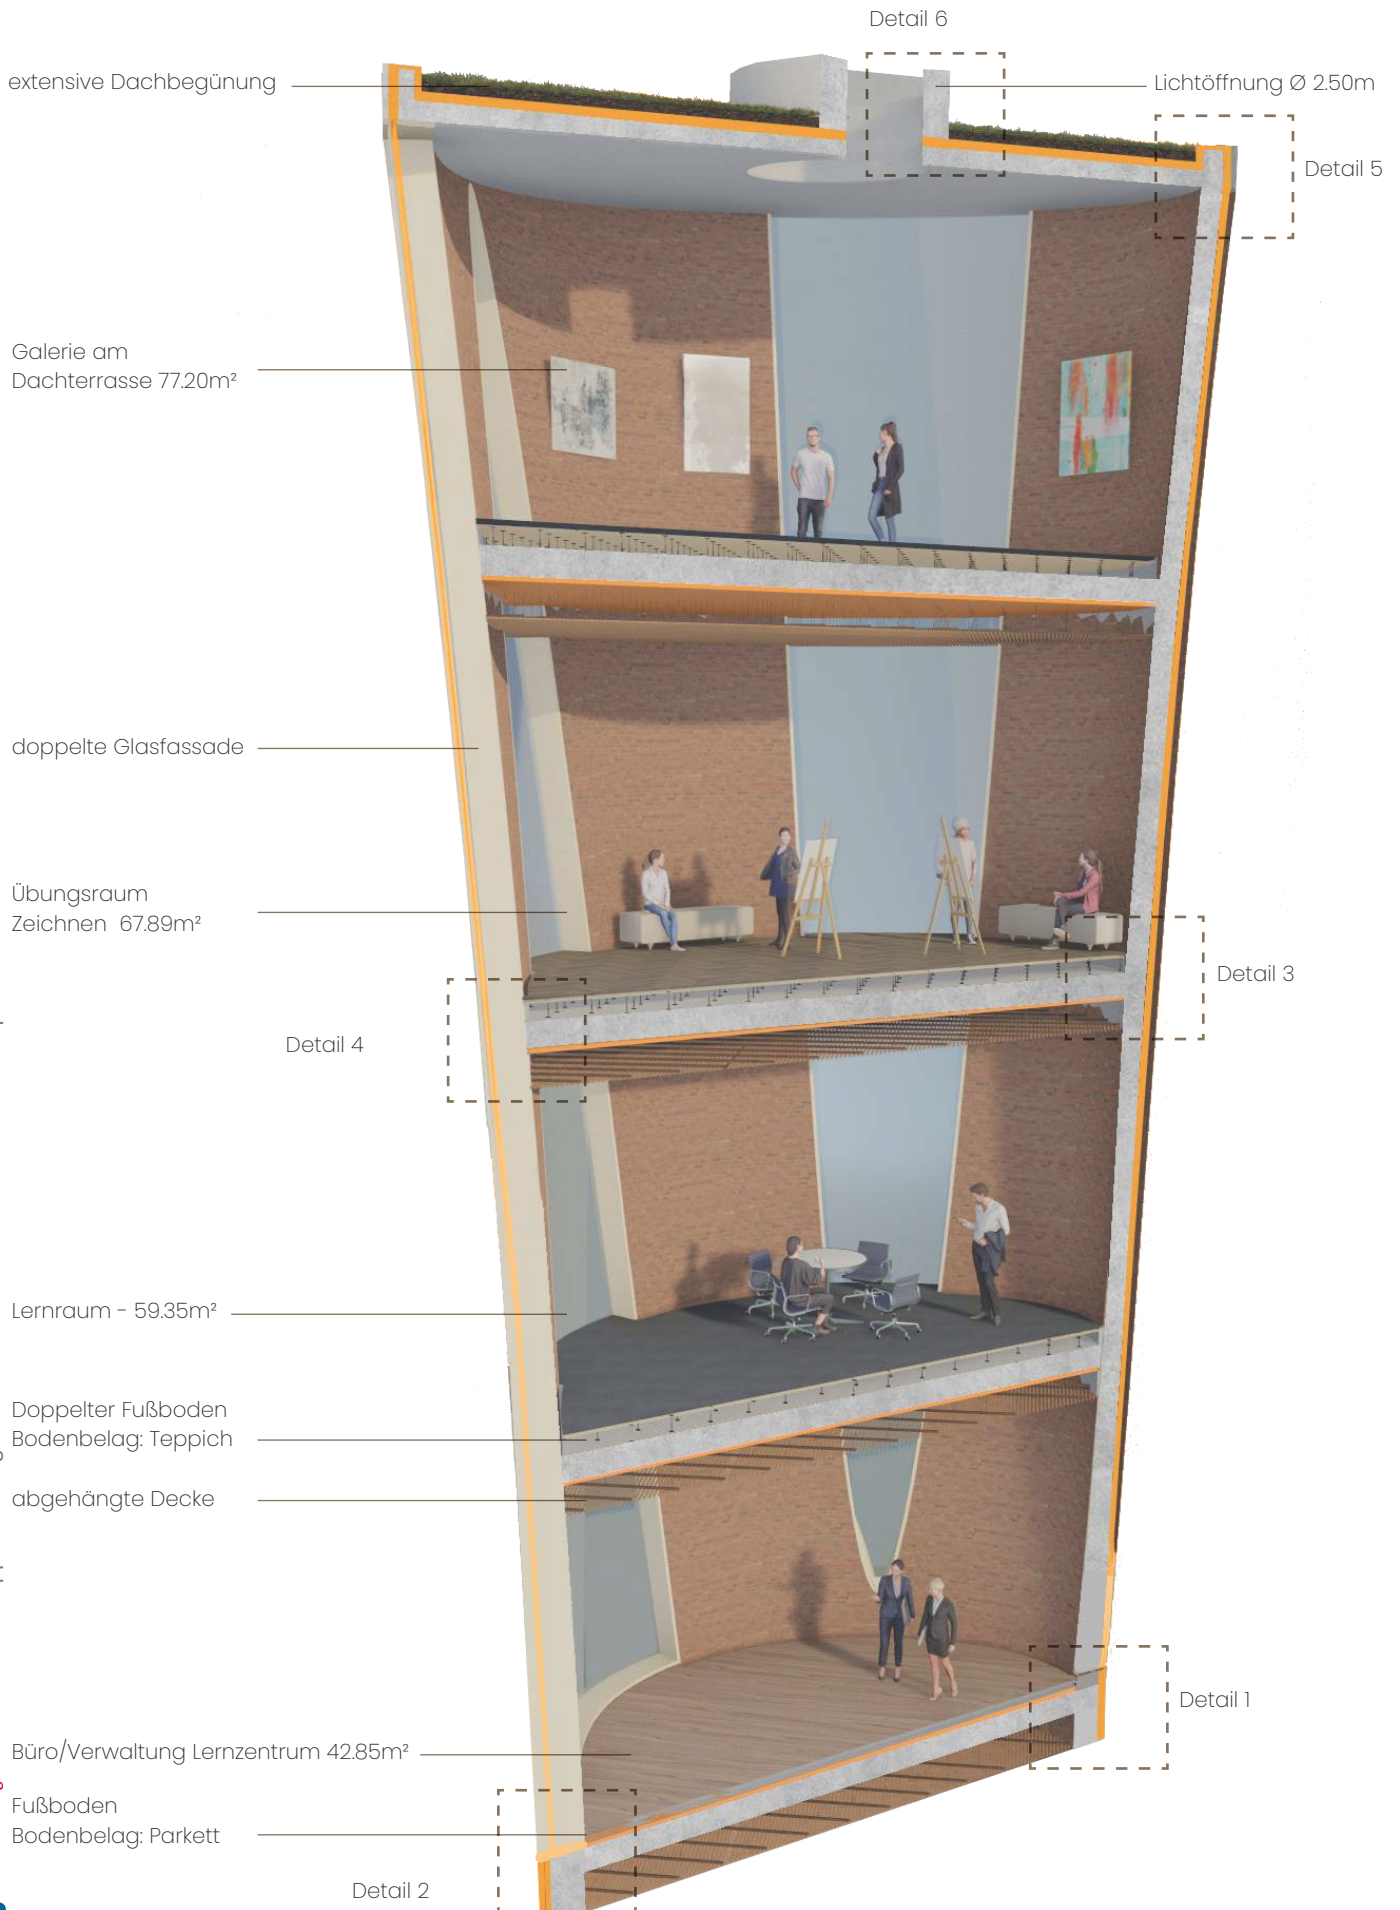 Detail 6
extensive Dachbegünung
Lichtöffnung Ø 2.50m
Detail 5
Galerie am
Dachterrasse 77.20m²
doppelte Glasfassade
Übungsraum
Zeichnen 67.89m²
Detail 3
Detail 4
Lernraum - 59.35m²
Doppelter Fußboden
Bodenbelag: Teppich
abgehängte Decke
Detail 1
Büro/Verwaltung Lernzentrum 42.85m²
Fußboden
Bodenbelag: Parkett
Detail 2